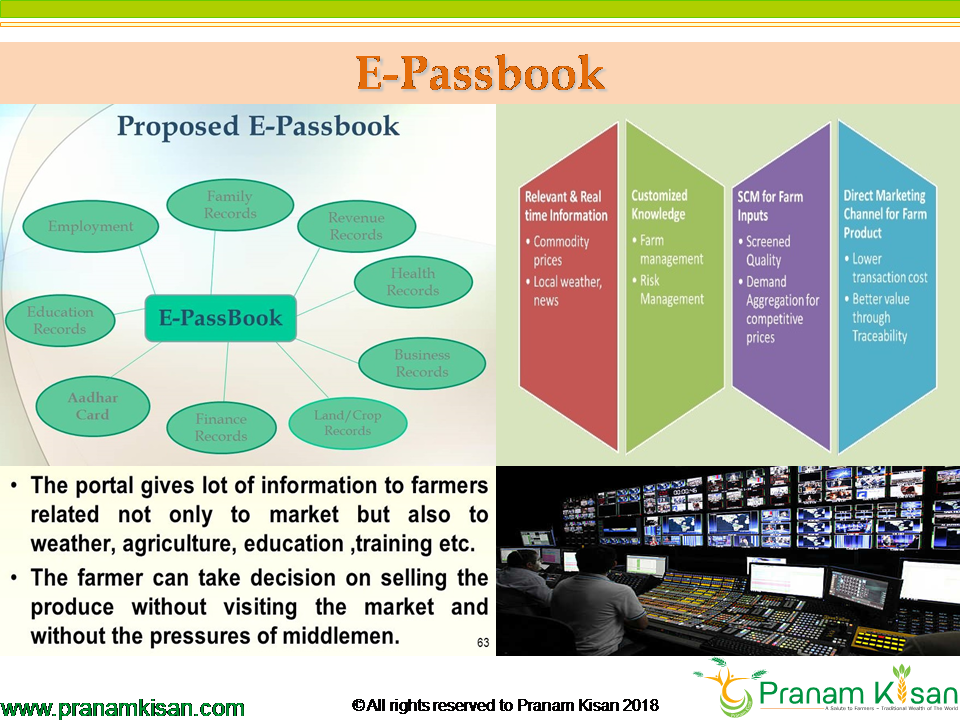 E-Passbook
Proposed E-Passbook
Family
Records
Employment
Revenue
Records
Health
Records
E-PassBook
Education
Records
Business
Records
Aadhar
Card
Finance
Records
Land/Crop
Records
Relevant & Real
time Information
• Commodity
prices
• Local weather,
news
Customized
Knowledge
• Farm
management
• Risk
Management
SCM for Farm
Inputs
• Screened
Quality
• Demand
Aggregation for
competitive
prices
Direct Marketing
Channel for Farm
Product
• Lower
transaction cost
• Better value
through
Traceability
• The portal gives lot of information to farmers
related not only to market but also to
weather, agriculture, education ,training etc.
• The farmer can take decision on selling the
produce without visiting the market and
without the pressures of middlemen.
63
00:00:45
www.pranamkisan.com
©All rights reserved to Pranam Kisan 2018
Pranam Kisan
A Salute to Farmers – Traditional Wealth of The World